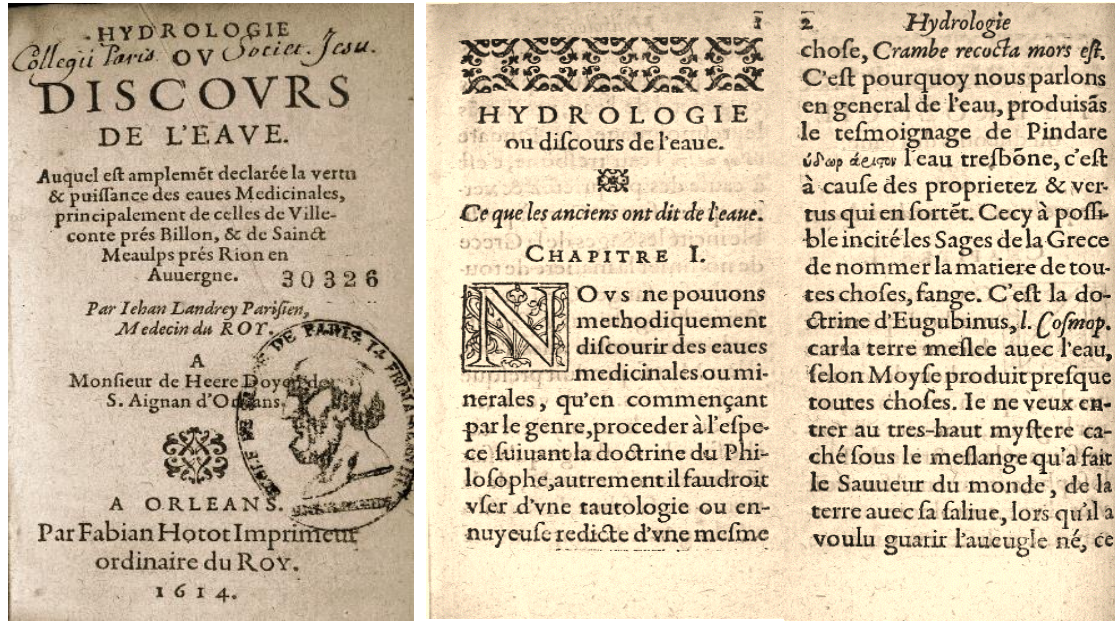 HYDROLOGIE
Collegii Paris. Societ. Jesu.
OV
DISCOVRS
DE L'EAVE.
Auquel est amplemẽt declarée la vertu
& puissance des eaues Medicinales,
principalement de celles de Ville-
conte prés Billon, & de Sainct
Meaulps prés Rion en
Auuergne.
30326
Par Iehan Landrey Parisien,
Medecin du ROY.
A
Monsieur de Heere Doyen de
S. Aignan d'Orleans.
A ORLEANS.
Par Fabian Hotot Imprimeur
ordinaire du ROY.
1614.
1
HYDROLOGIE
ou discours de l'eaue.
Ce que les anciens ont dit de l'eaue.
CHAPITRE I.
NOVS ne pouuons
methodiquement
discourir des eaues
medicinales ou mi-
nerales, qu'en commençant
par le genre, proceder à l'espe-
ce suiuant la doctrine du Phi-
losophe, autrement il faudroit
vser d'vne tautologie ou en-
nuyeuse redicte d'vne mesme
2 Hydrologie
chose, Crambe recocta mors est.
C'est pourquoy nous parlons
en general de l'eau, produisãs
le tesmoignage de Pindare
ὕδωρ ἄριστον l'eau tresbõne, c'est
à cause des proprietez & ver-
tus qui en sortẽt. Cecy à possi-
ble incité les Sages de la Grece
de nommer la matiere de tou-
tes choses, fange. C'est la do-
ctrine d'Eugubinus, l. Cosmop.
car la terre meslee auec l'eau,
selon Moyse produit presque
toutes choses. Ie ne veux en-
trer au tres-haut mystere ca-
ché sous le meslange qu'a fait
le Sauueur du monde, de la
terre auec sa saliue, lors qu'il a
voulu guarir l'aueugle né, ce